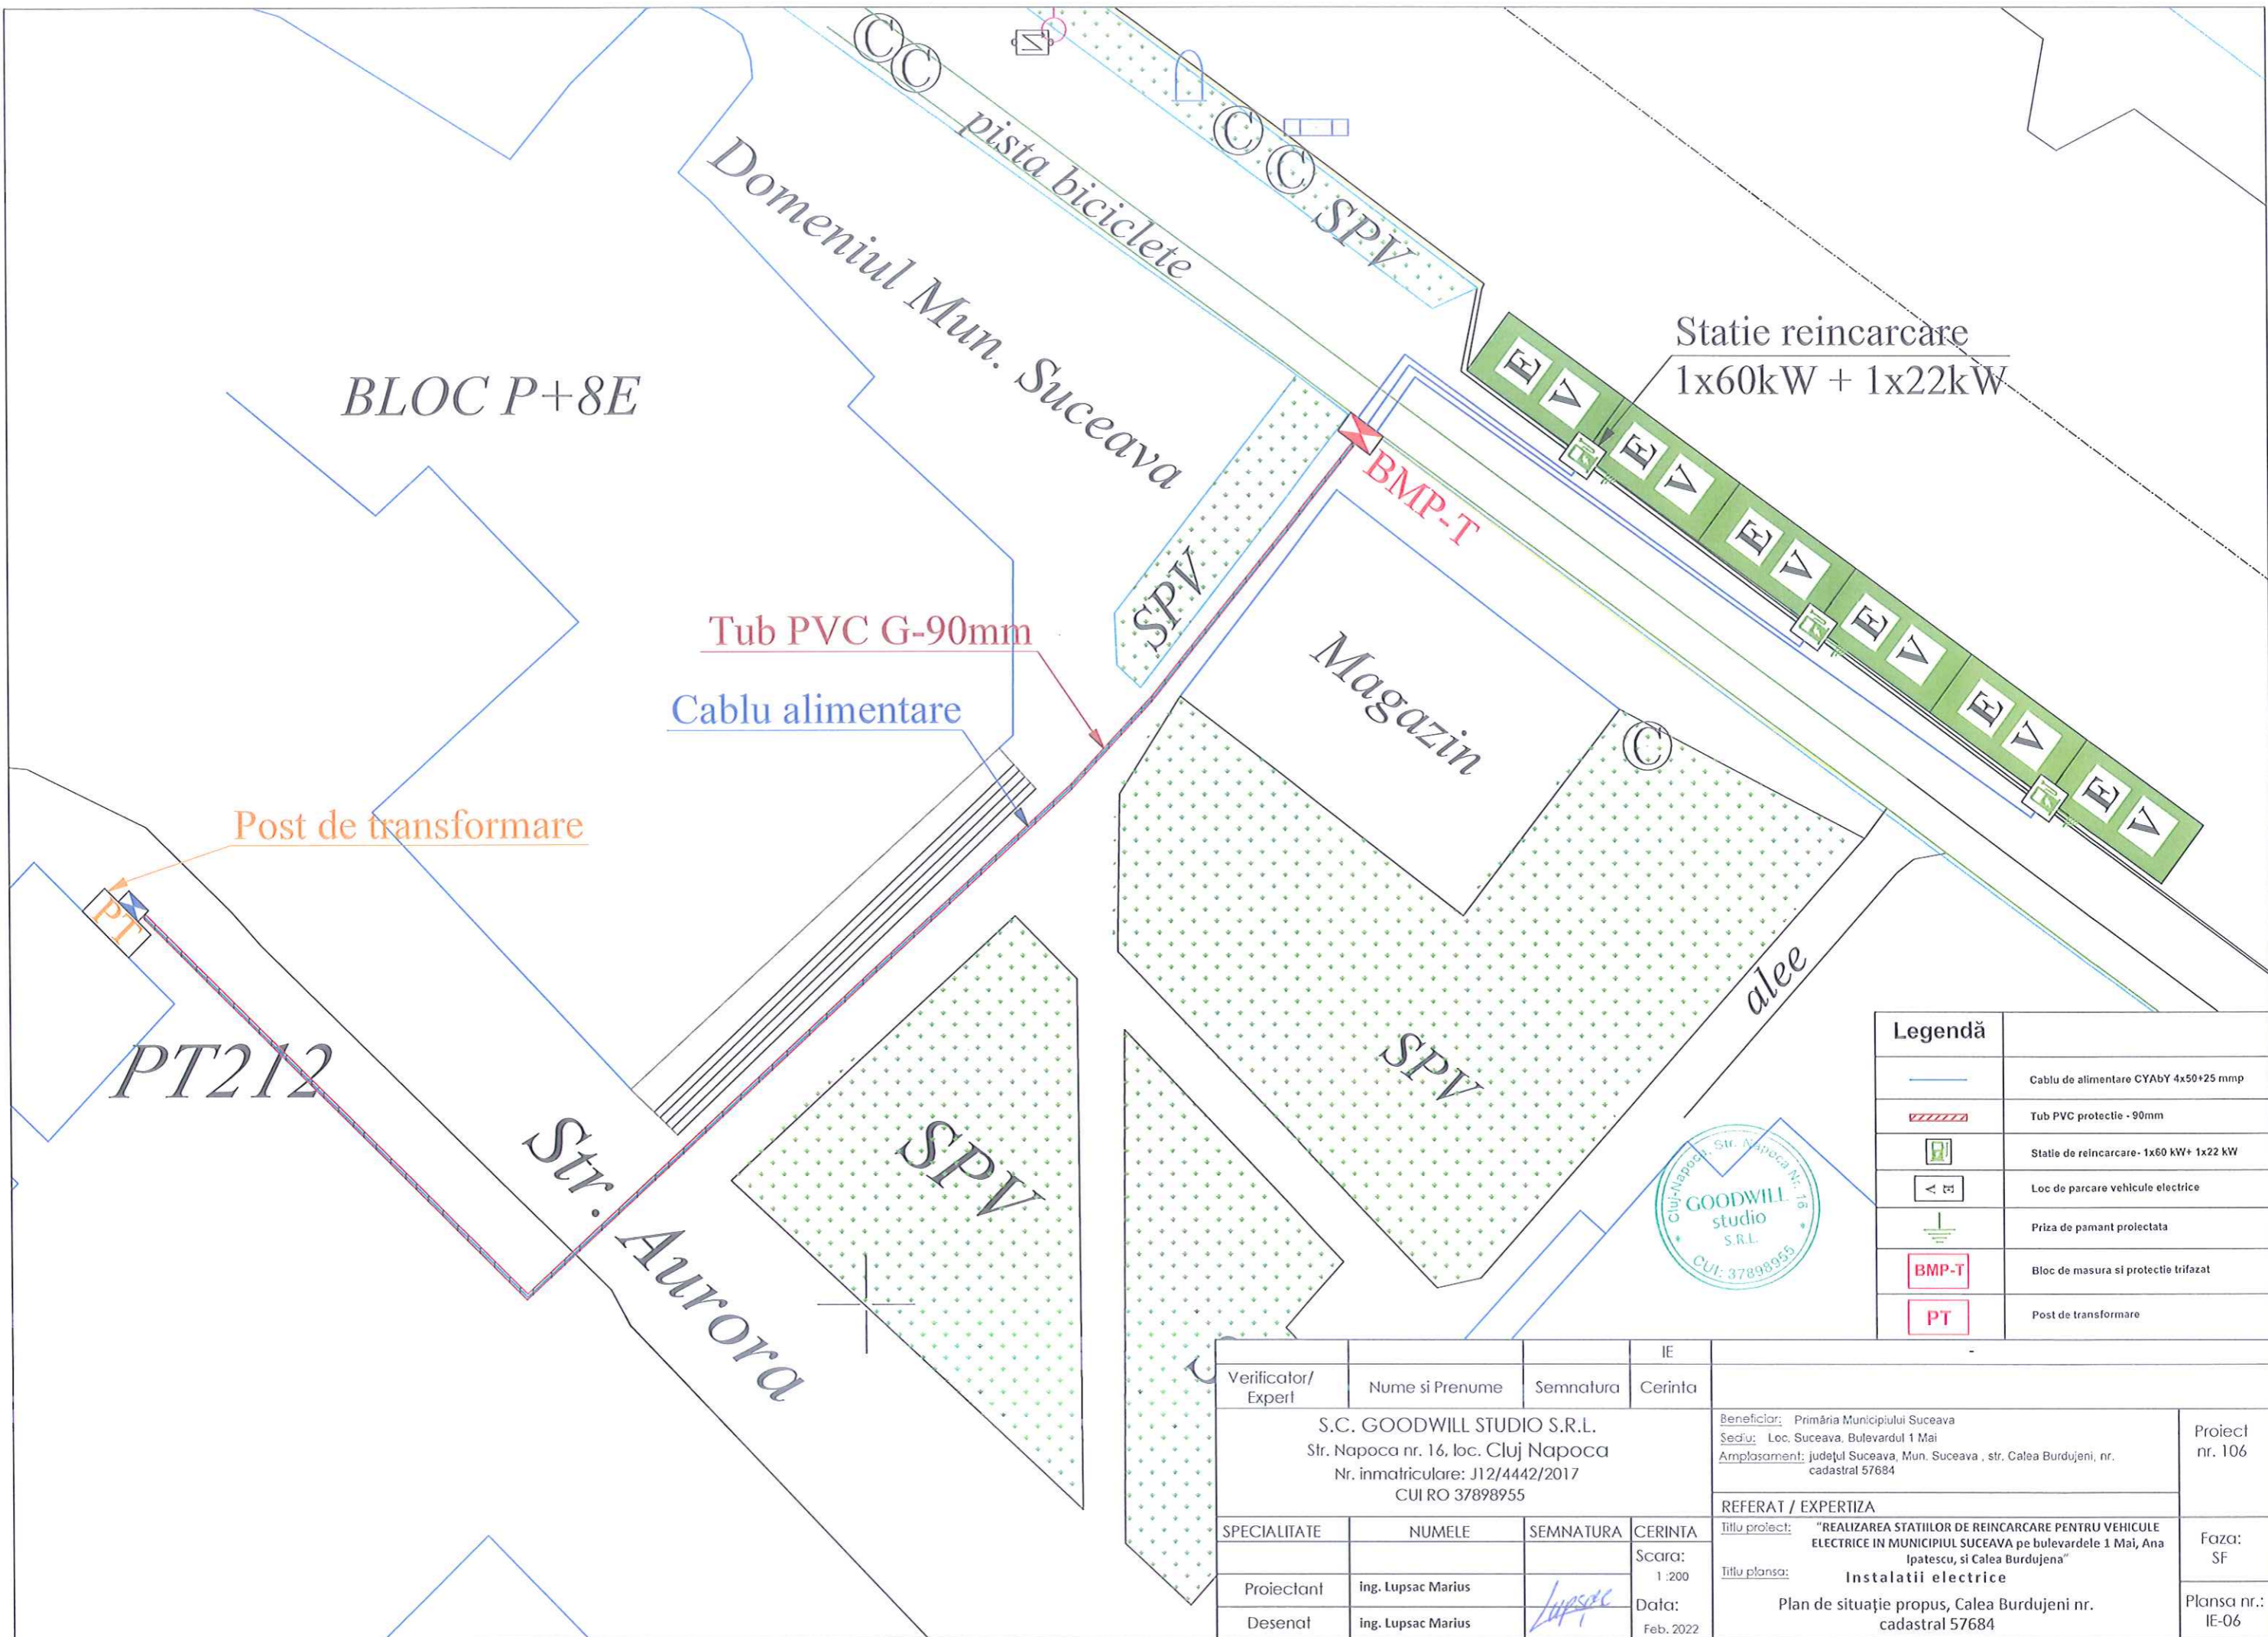 C
C
pista biciclete
Domeniul Mun. Suceava
C
C
SPV
Statie reincarcare
1x60kW + 1x22kW
BLOC P+8E
E V
E V
E V
E V
E V
E V
BMP-T
SPV
Tub PVC G-90mm
Cablu alimentare
Magazin
C
Post de transformare
PT
PT212
Str. Aurora
SPV
SPV
alee
Cluj-Napoca, Str. Napoca Nr. 16
GOODWILL
studio
S.R.L.
CUI: 37898955
Legendă
Cablu de alimentare CYAbY 4x50+25 mmp
Tub PVC protectie - 90mm
Statie de reincarcare- 1x60 kW+ 1x22 kW
V E
Loc de parcare vehicule electrice
Priza de pamant proiectata
BMP-T
Bloc de masura si protectie trifazat
PT
Post de transformare
IE
-
Verificator/
Expert
Nume si Prenume
Semnatura
Cerinta
S.C. GOODWILL STUDIO S.R.L.
Str. Napoca nr. 16, loc. Cluj Napoca
Nr. inmatriculare: J12/4442/2017
CUI RO 37898955
Beneficiar: Primăria Municipiului Suceava
Sediu: Loc. Suceava, Bulevardul 1 Mai
Amplasament: județul Suceava, Mun. Suceava , str. Calea Burdujeni, nr.
cadastral 57684
Proiect
nr. 106
REFERAT / EXPERTIZA
SPECIALITATE
NUMELE
SEMNATURA
CERINTA
Titlu proiect: "REALIZAREA STATIILOR DE REINCARCARE PENTRU VEHICULE
ELECTRICE IN MUNICIPIUL SUCEAVA pe bulevardele 1 Mai, Ana
Ipatescu, si Calea Burdujena"
Faza:
SF
Scara:
1 :200
Titlu plansa: Instalatii electrice
Proiectant
ing. Lupsac Marius
Lupsac
Data:
Feb. 2022
Plan de situație propus, Calea Burdujeni nr.
cadastral 57684
Plansa nr.:
IE-06
Desenat
ing. Lupsac Marius